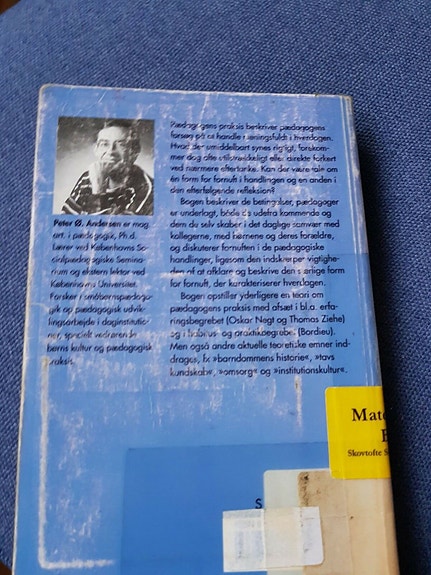 Pædagogens praksis beskriver pædagogens
forsøg på at handle meningsfuldt i hverdagen.
Hvad der umiddelbart synes rigtigt, forekom-
mer dog ofte utilstrækkeligt eller direkte forkert
ved nærmere eftertanke. Kan der være tale om
én form for fornuft i handlingen og en anden i
den efterfølgende refleksion?
Bogen beskriver de betingelser, pædagoger
er underlagt, både de udefra kommende og
dem de selv skaber i det daglige samvær med
kollegerne, med børnene og deres forældre,
og diskuterer fornuften i de pædagogiske
handlinger, ligesom den indskærper vigtighe-
den af at afklare og beskrive den særlige form
for fornuft, der karakteriserer hverdagen.
Bogen opstiller yderligere en teori om
pædagogens praksis med afsæt i bl.a. erfa-
ringsbegrebet (Oskar Negt og Thomas Ziehe)
og i habitus- og praktikbegrebet (Bordieu).
Men også andre aktuelle teoretiske emner ind-
drages, fx »barndommens historie«, »tavs
kundskab«, »omsorg« og »institutionskultur«.
Peter Ø. Andersen er mag.
art. i pædagogik, Ph.d.
Lærer ved Københavns So-
cialpædagogiske Semina-
rium og ekstern lektor ved
Københavns Universitet.
Forsker i småbørnspædago-
gik og pædagogisk udvik-
lingsarbejde i daginstitutio-
ner, specielt vedrørende
børns kultur og pædagogisk
praksis.
Mate
Skovtofte S
S